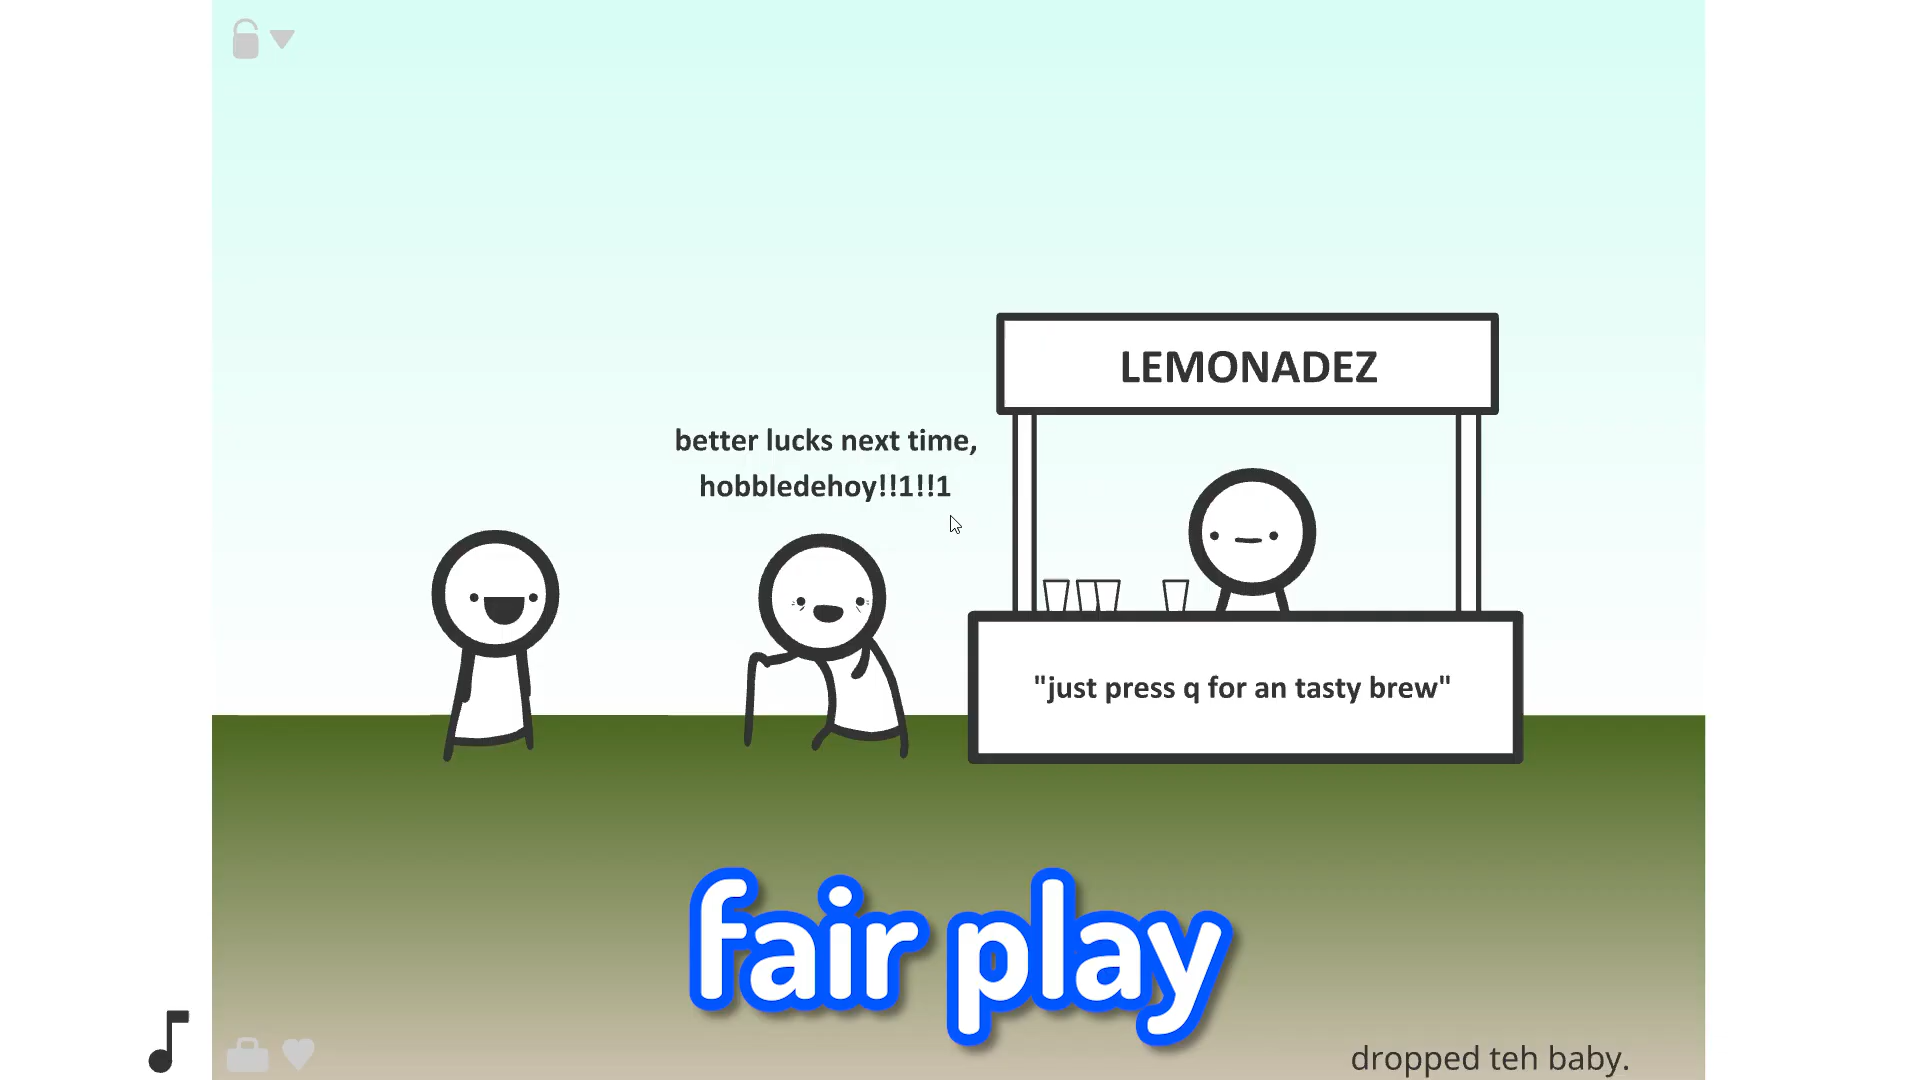 LEMONADEZ
better lucks next time,
hobbledehoy!!1!!1
"just press q for an tasty brew"
fair play
dropped teh baby.